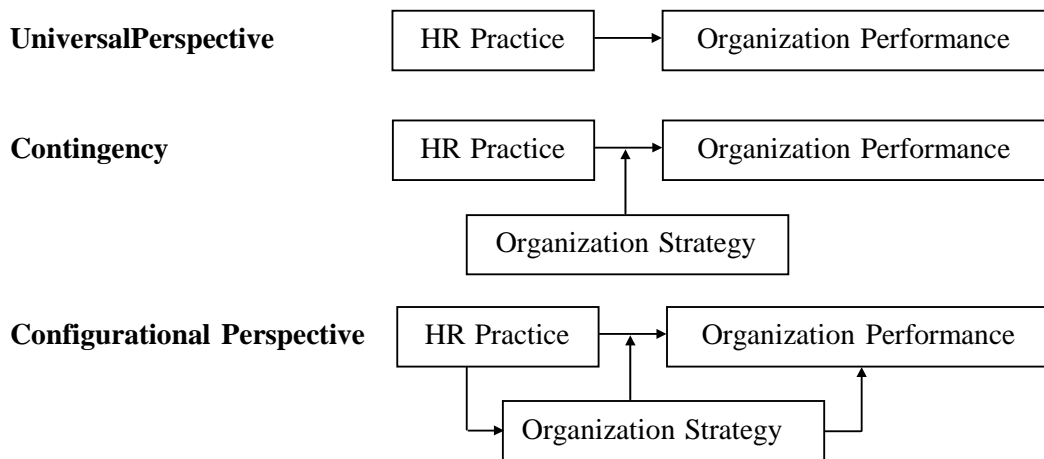 UniversalPerspective HR Practice Organization Performance
Contingency HR Practice Organization Performance
Organization Strategy
Configurational Perspective HR Practice Organization Performance
Organization Strategy